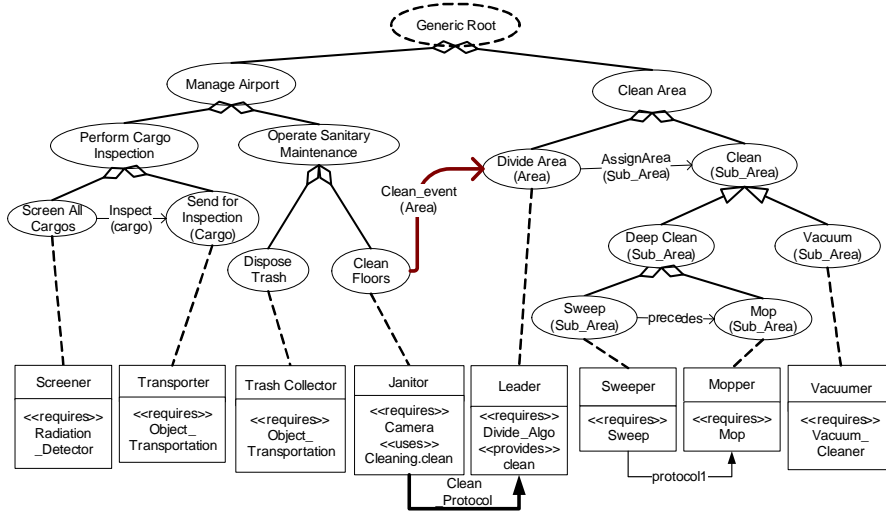 Generic Root
Manage Airport
Clean Area
Perform Cargo
Inspection
Operate Sanitary
Maintenance
Divide Area
(Area)
AssignArea
(Sub_Area)
Clean
(Sub_Area)
Clean_event
(Area)
Screen All
Cargos
Inspect
(cargo)
Send for
Inspection
(Cargo)
Dispose
Trash
Clean
Floors
Deep Clean
(Sub_Area)
Vacuum
(Sub_Area)
Sweep
(Sub_Area)
precedes
Mop
(Sub_Area)
Screener
<<requires>>
Radiation
_Detector
Transporter
<<requires>>
Object_
Transportation
Trash Collector
<<requires>>
Object_
Transportation
Janitor
<<requires>>
Camera
<<uses>>
Cleaning.clean
Leader
<<requires>>
Divide_Algo
<<provides>>
clean
Sweeper
<<requires>>
Sweep
Mopper
<<requires>>
Mop
Vacuumer
<<requires>>
Vacuum_
Cleaner
Clean
_Protocol
protocol1